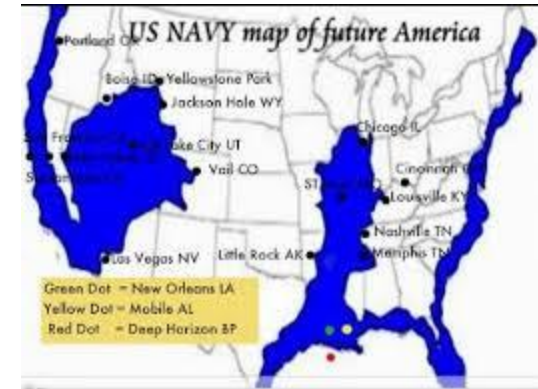 US NAVY map of future America
Portland OR
Boise ID
Yellowstone Park
Jackson Hole WY
Lake City UT
Vail CO
Las Vegas NV
Chicago IL
Cincinnati
Louisville KY
Nashville TN
Little Rock AK
Memphis TN
Green Dot = New Orleans LA
Yellow Dot = Mobile AL
Red Dot = Deep Horizon BP